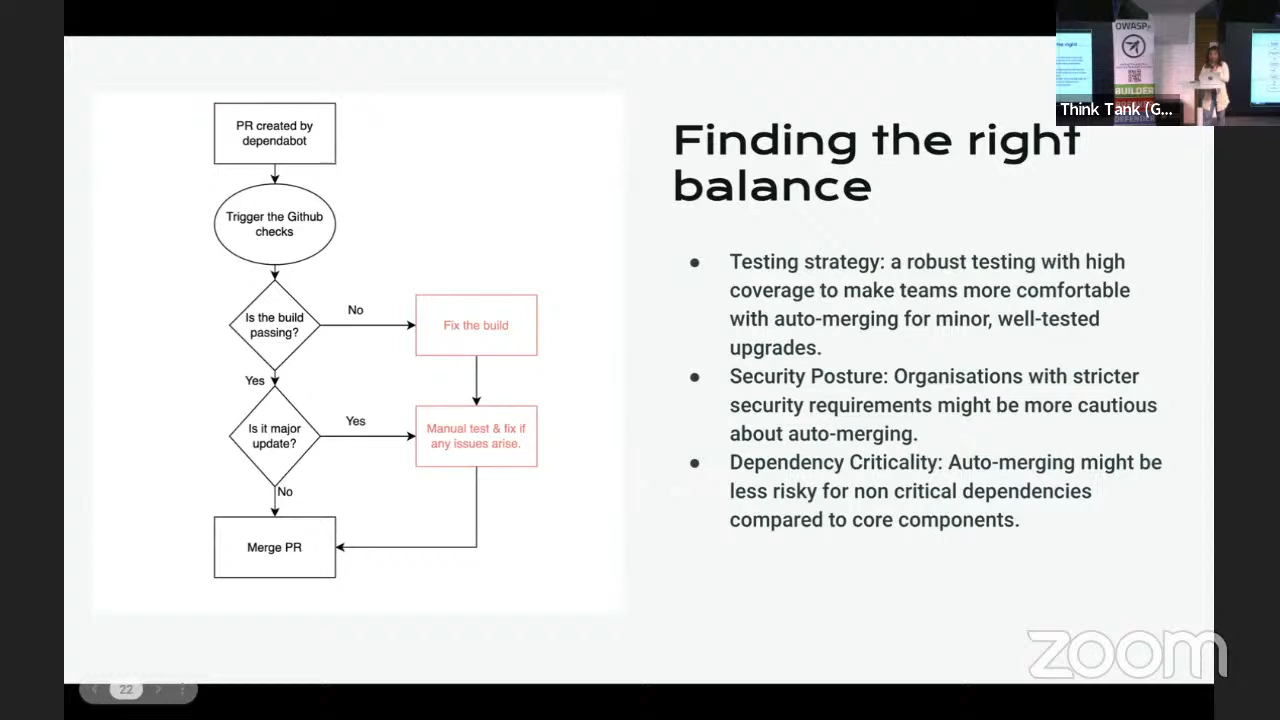 OWASP
BUILDER
DEFENDER
Think Tank (G...
Finding the right
balance
PR created by
dependabot
Trigger the Github
checks
Is the build
passing?
No
Fix the build
Yes
Is it major
update?
Yes
Manual test & fix if
any issues arise.
No
Merge PR
● Testing strategy: a robust testing with high
coverage to make teams more comfortable
with auto-merging for minor, well-tested
upgrades.
● Security Posture: Organisations with stricter
security requirements might be more cautious
about auto-merging.
● Dependency Criticality: Auto-merging might be
less risky for non critical dependencies
compared to core components.
zoom
22